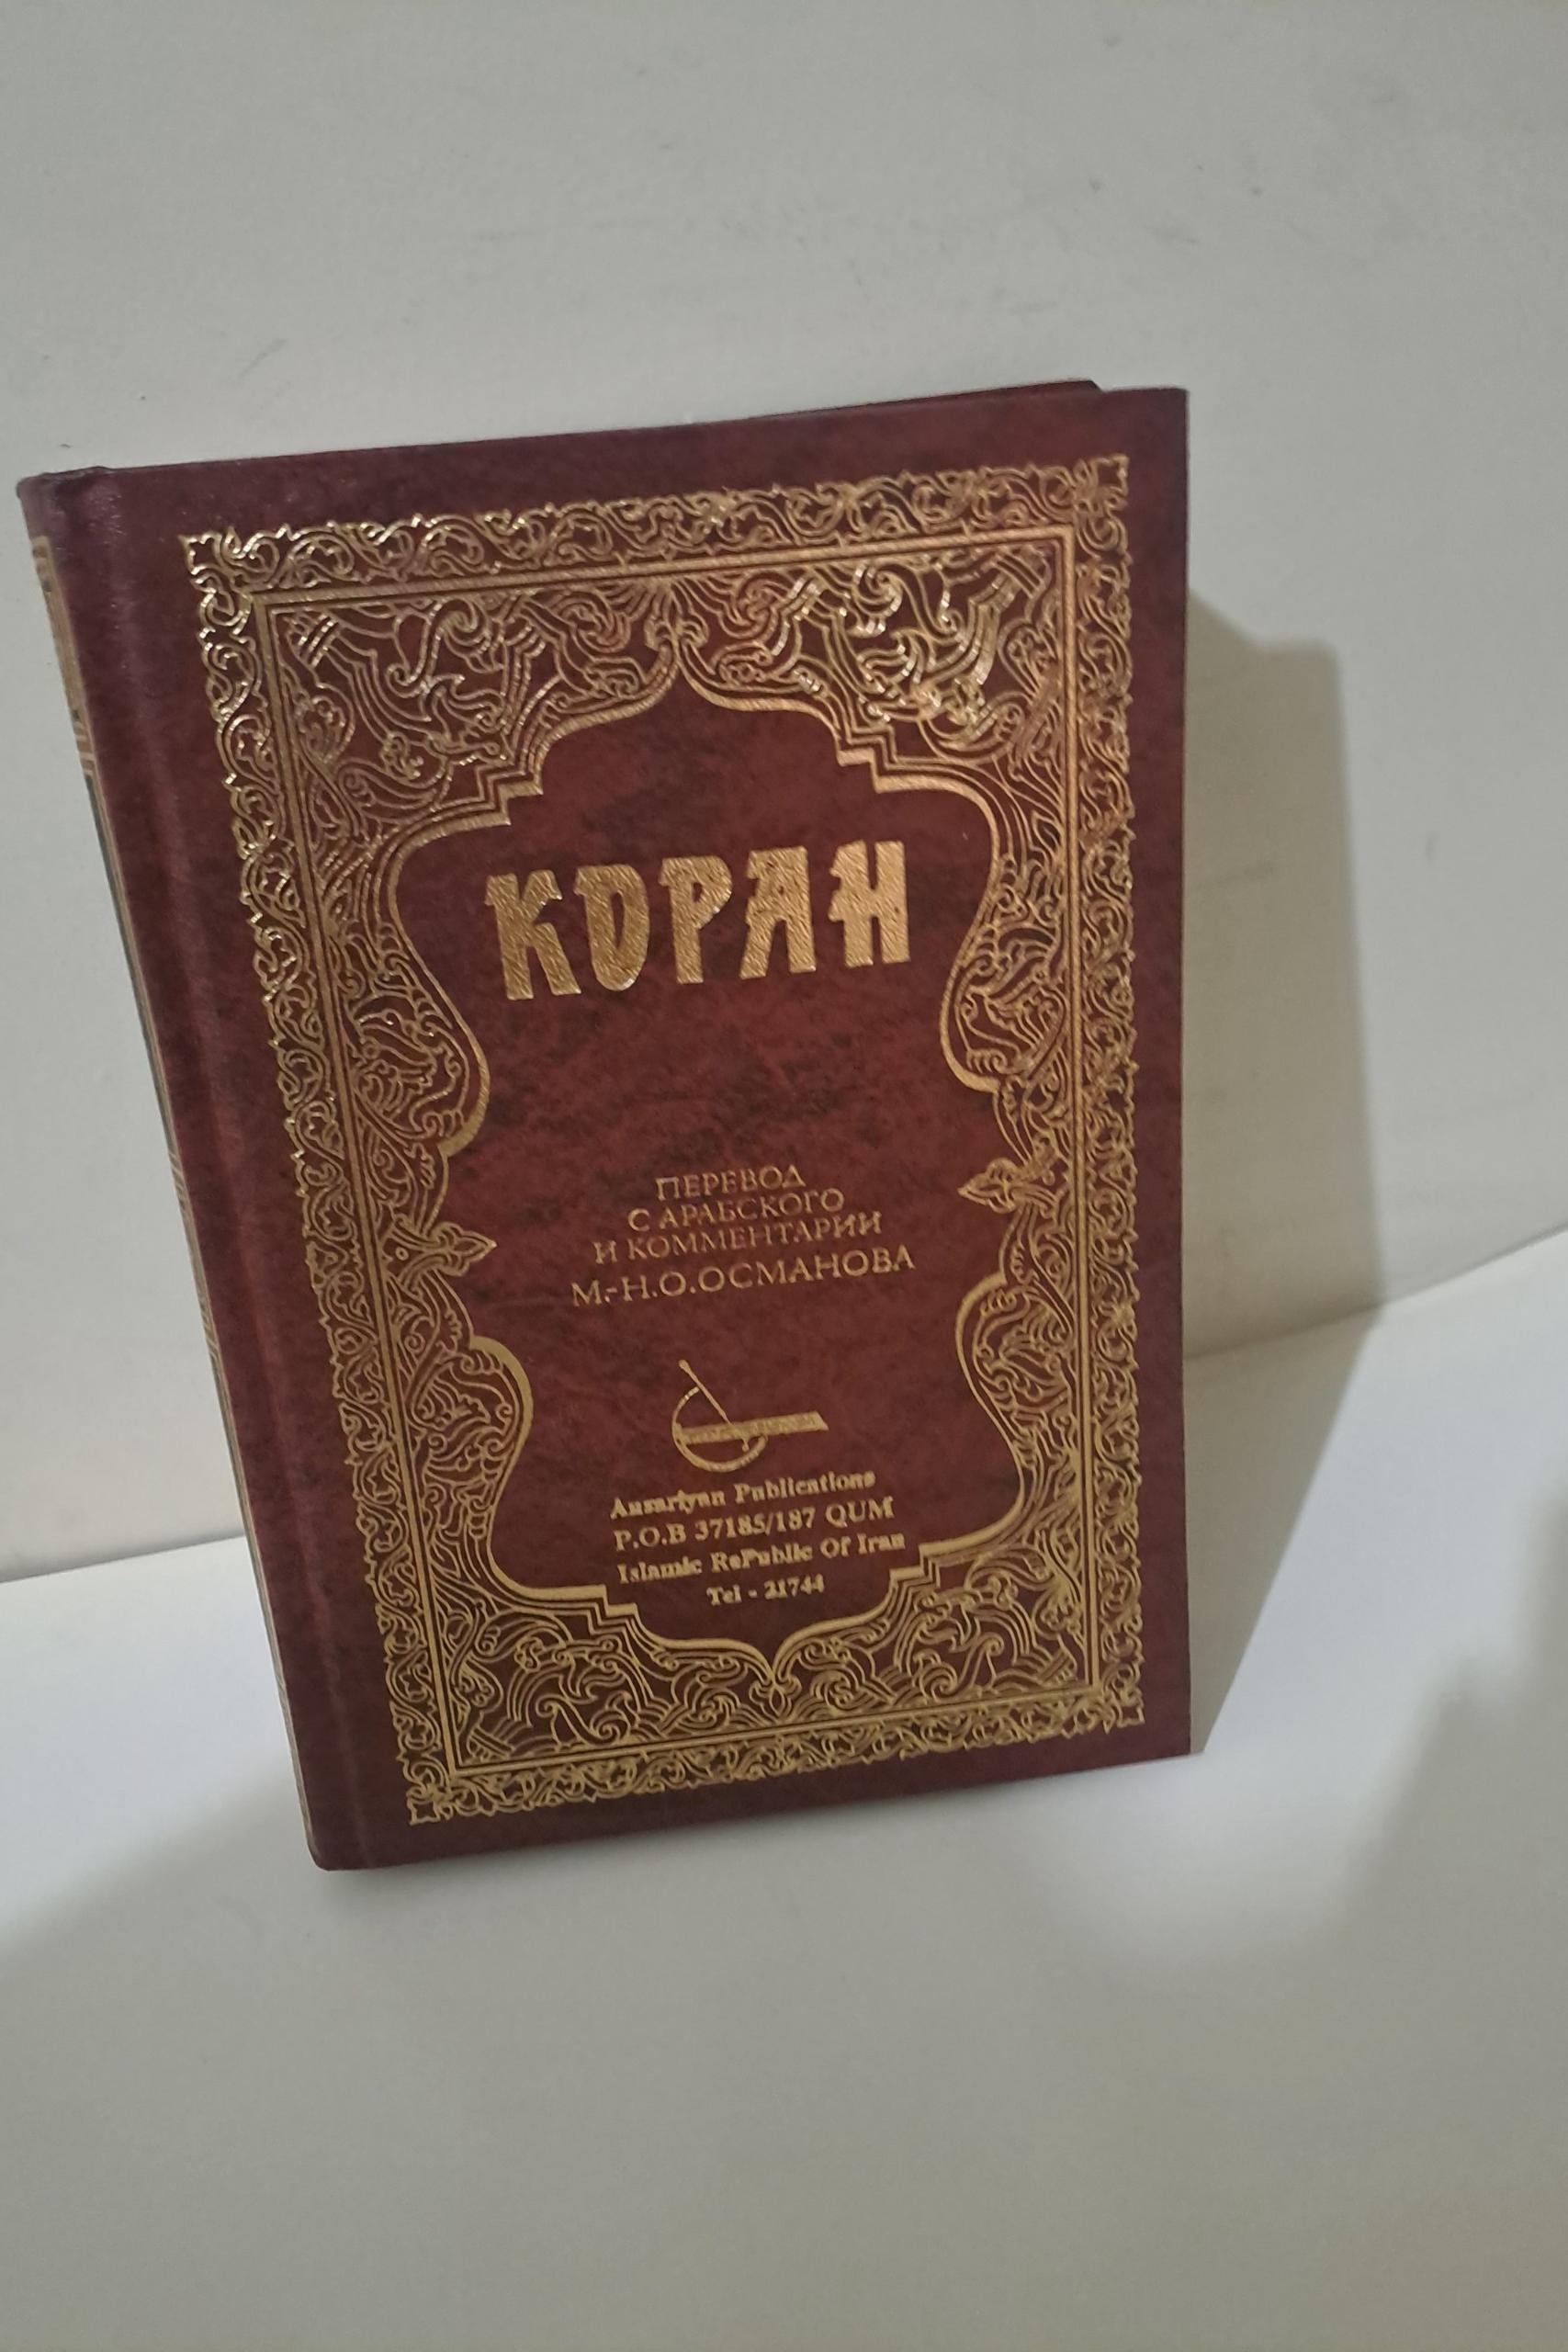 КОРАН
ПЕРЕВОД
С АРАБСКОГО
И КОММЕНТАРИИ
М.-Н.О.ОСМАНОВА
Ansariyan Publications
P.O.B 37185/187 QUM
Islamic RePublic Of Iran
Tel - 21744